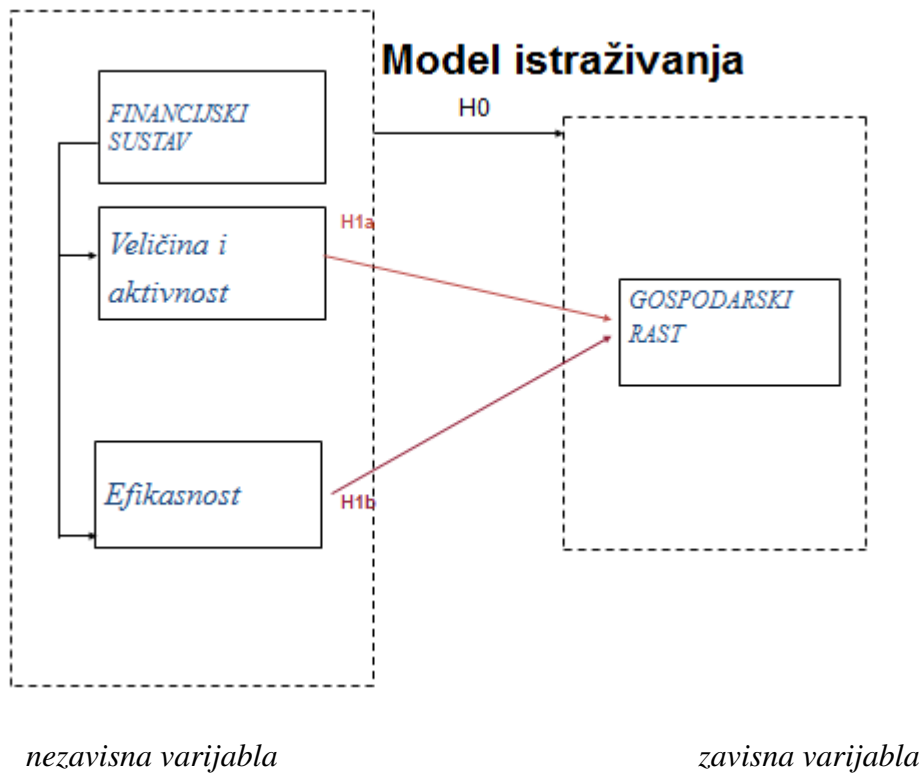 Model istraživanja
H0
FINANCIJSKI
SUSTAV
H1a
Veličina i
aktivnost
GOSPODARSKI
RAST
Efikasnost
H1b
nezavisna varijabla
zavisna varijabla